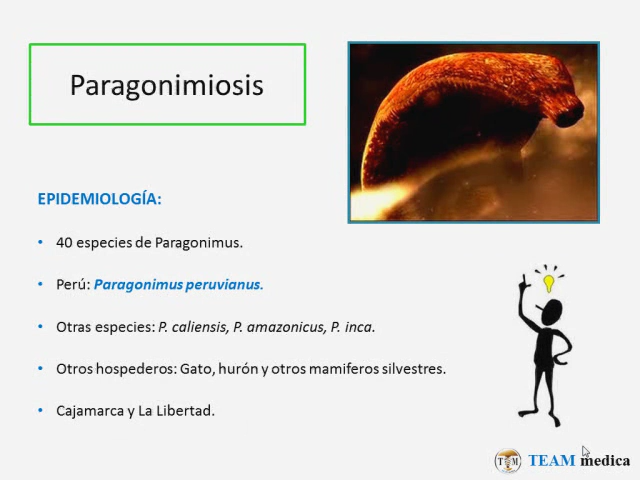 Paragonimiosis
EPIDEMIOLOGÍA:
• 40 especies de Paragonimus.
• Perú: Paragonimus peruvianus.
• Otras especies: P. caliensis, P. amazonicus, P. inca.
• Otros hospederos: Gato, hurón y otros mamiferos silvestres.
• Cajamarca y La Libertad.
TM TEAM medica